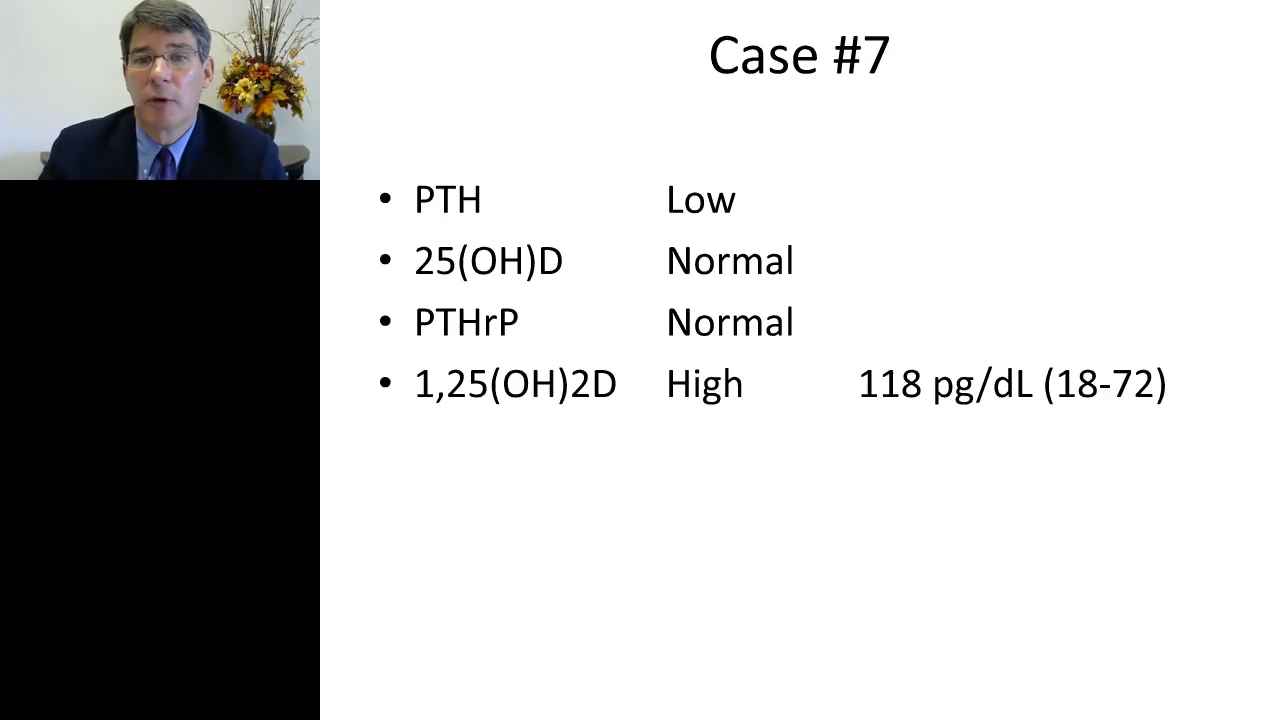 Case #7
• PTH Low
• 25(OH)D Normal
• PTHrP Normal
• 1,25(OH)2D High 118 pg/dL (18-72)